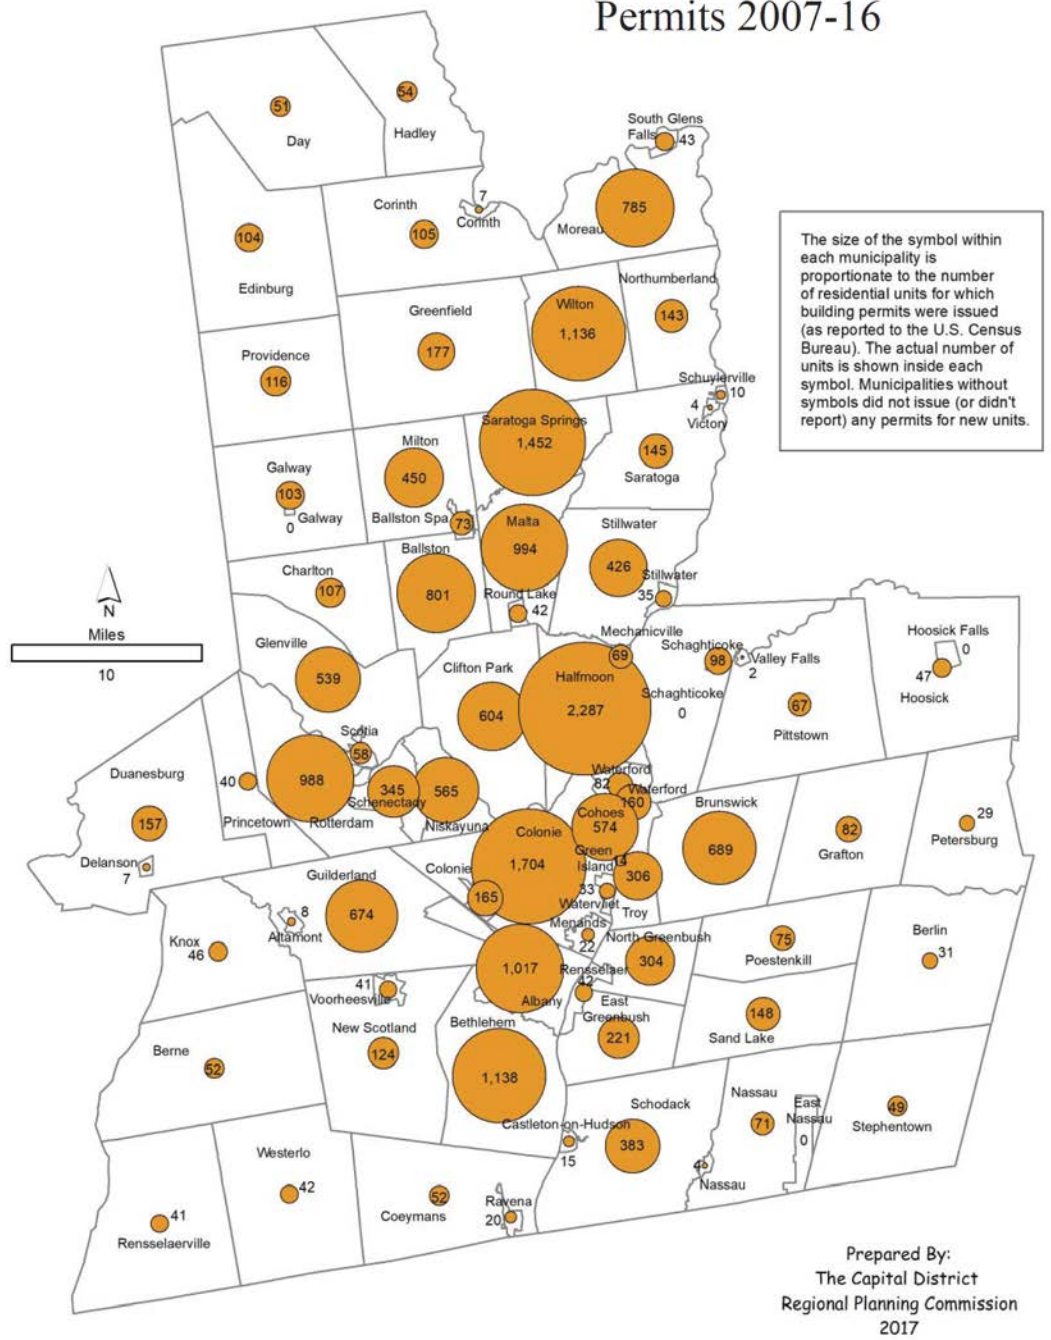 Permits 2007-16
51
Day
54
Hadley
South Glens
Falls
43
785
Moreau
Corinth
105
7
Corinth
104
Edinburg
The size of the symbol within
each municipality is
proportionate to the number
of residential units for which
building permits were issued
(as reported to the U.S. Census
Bureau). The actual number of
units is shown inside each
symbol. Municipalities without
symbols did not issue (or didn't
report) any permits for new units.
Northumberland
143
Wilton
1,136
Greenfield
177
Providence
116
Schuylerville
10
4
Victory
Saratoga Springs
1,452
145
Saratoga
Milton
450
Galway
103
Galway
0
Ballston Spa
73
Malta
994
Stillwater
426
Stillwater
35
Ballston
801
Round Lake
42
Charlton
107
N
Miles
10
Glenville
539
Mechanicville
69
Schaghticoke
98
Valley Falls
2
Hoosick Falls
0
47
Hoosick
Clifton Park
604
Halfmoon
2,287
Schaghticoke
0
67
Pittstown
Scotia
58
Duanesburg
157
40
Princetown
988
Rotterdam
345
Schenectady
565
Niskayuna
Waterford
82
Waterford
160
Cohoes
574
Brunswick
689
82
Grafton
29
Petersburg
Delanson
7
Colonie
1,704
Green
Island
14
306
Troy
Colonie
165
33
Watervliet
Guilderland
674
8
Altamont
Menands
22
North Greenbush
304
75
Poestenkill
Berlin
31
Knox
46
1,017
Albany
Rensselaer
42
41
Voorheesville
East
Greenbush
221
148
Sand Lake
New Scotland
124
Bethlehem
1,138
Berne
52
Schodack
383
Nassau
71
East
Nassau
0
49
Stephentown
Castleton-on-Hudson
15
4
Nassau
Westerlo
42
52
Coeymans
Ravena
20
41
Rensselaerville
Prepared By:
The Capital District
Regional Planning Commission
2017